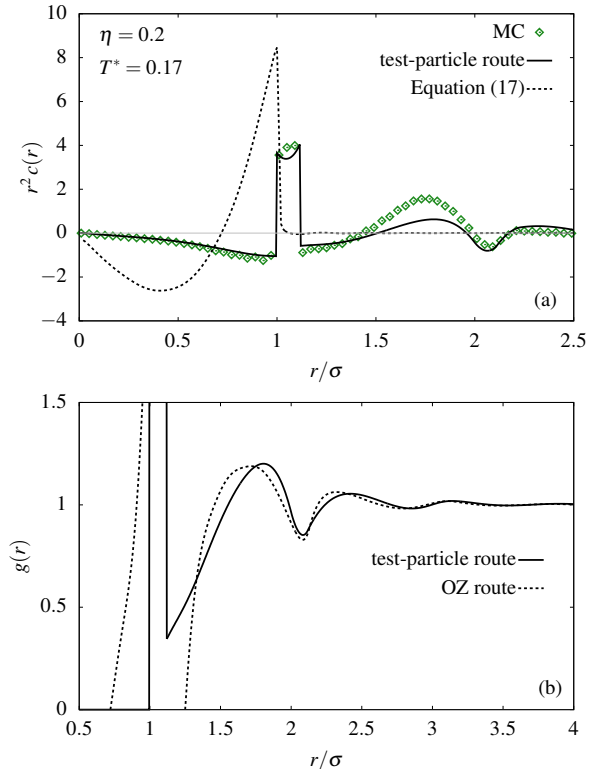 10
8
6
4
2
0
−2
−4
r² c(r)
η = 0.2
T* = 0.17
MC
test-particle route
Equation (17)
(a)
0 0.5 1 1.5 2 2.5
r/σ
1.5
1
0.5
0
g(r)
test-particle route
OZ route
(b)
0.5 1 1.5 2 2.5 3 3.5 4
r/σ